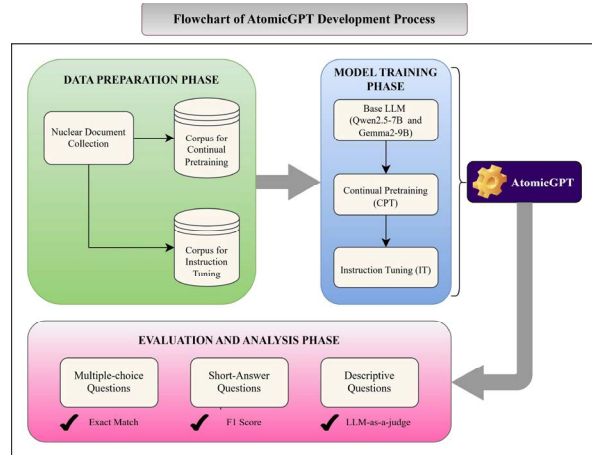 Flowchart of AtomicGPT Development Process
DATA PREPARATION PHASE
Nuclear Document
Collection
Corpus for
Continual
Pretraining
Corpus for
Instruction
Tuning
MODEL TRAINING
PHASE
Base LLM
(Qwen2.5-7B and
Gemma2-9B)
Continual Pretraining
(CPT)
Instruction Tuning (IT)
AtomicGPT
EVALUATION AND ANALYSIS PHASE
Multiple-choice
Questions
Short-Answer
Questions
Descriptive
Questions
Exact Match
F1 Score
LLM-as-a-judge